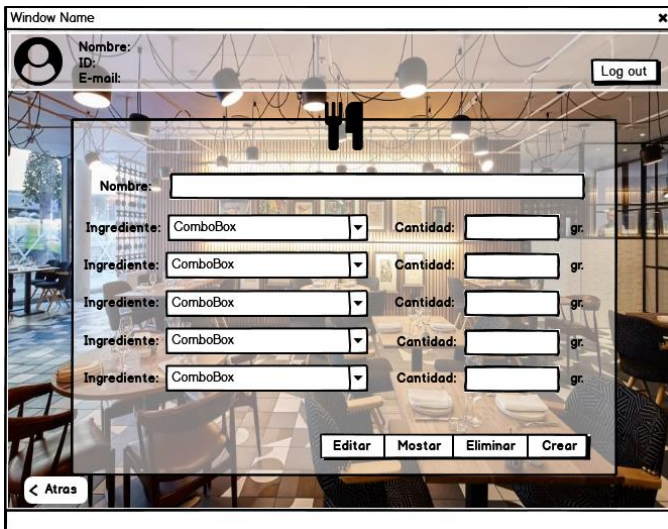 Window Name
Nombre:
ID:
E-mail:
Log out
Nombre:
Ingrediente: ComboBox Cantidad: gr.
Ingrediente: ComboBox Cantidad: gr.
Ingrediente: ComboBox Cantidad: gr.
Ingrediente: ComboBox Cantidad: gr.
Ingrediente: ComboBox Cantidad: gr.
Editar Mostar Eliminar Crear
< Atras